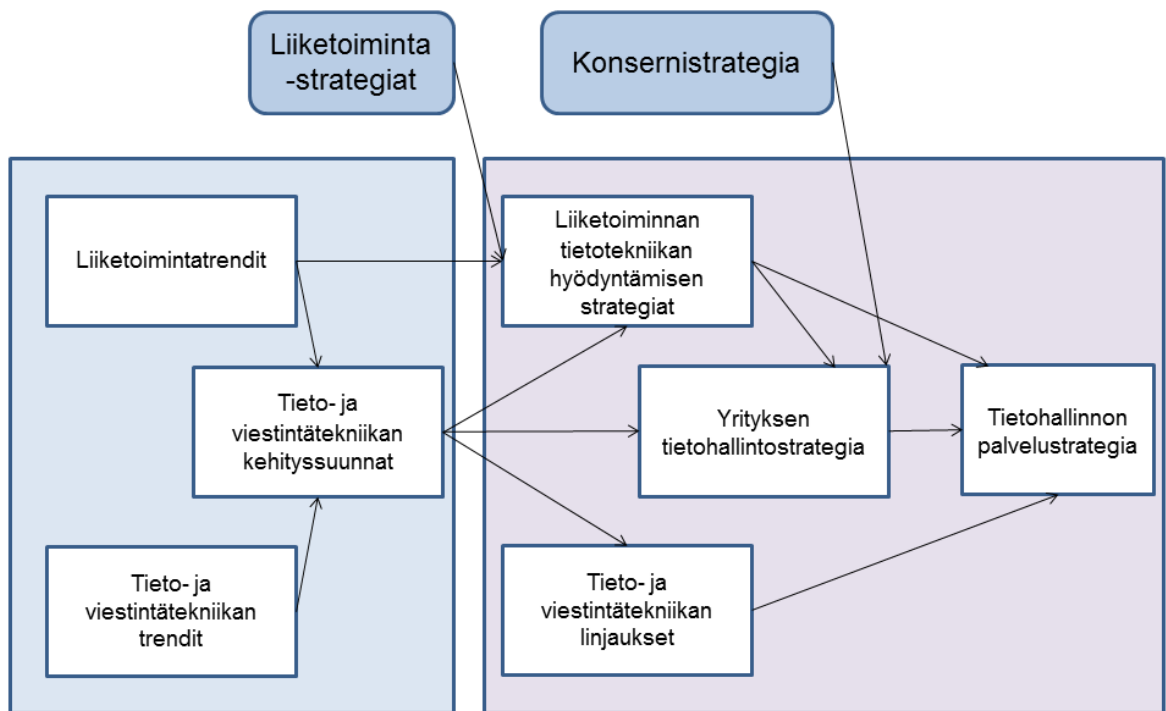 Liiketoiminta
-strategiat
Konsernistrategia
Liiketoimintatrendit
Liiketoiminnan
tietotekniikan
hyödyntämisen
strategiat
Tieto- ja
viestintätekniikan
kehityssuunnat
Yrityksen
tietohallintostrategia
Tietohallinnon
palvelustrategia
Tieto- ja
viestintätekniikan
trendit
Tieto- ja
viestintätekniikan
linjaukset